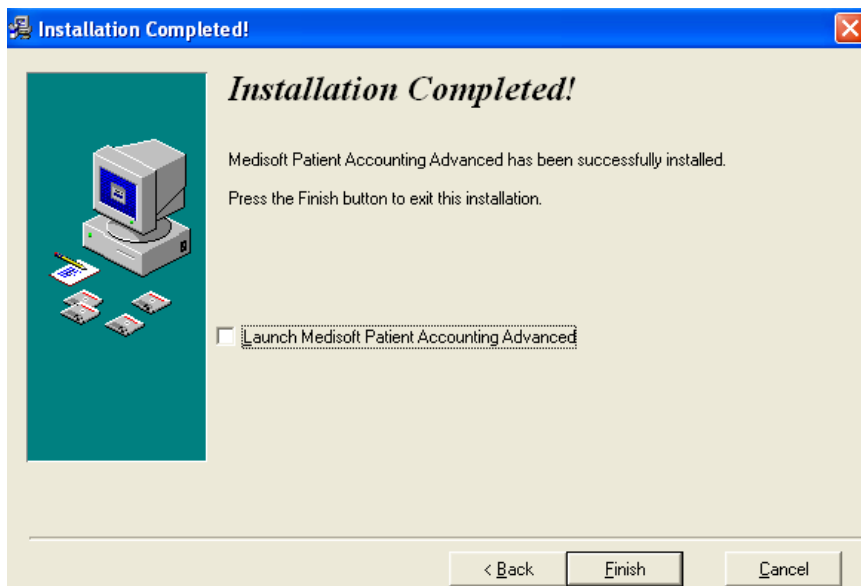 Installation Completed!
Installation Completed!
Medisoft Patient Accounting Advanced has been successfully installed.
Press the Finish button to exit this installation.
Launch Medisoft Patient Accounting Advanced
< Back
Finish
Cancel